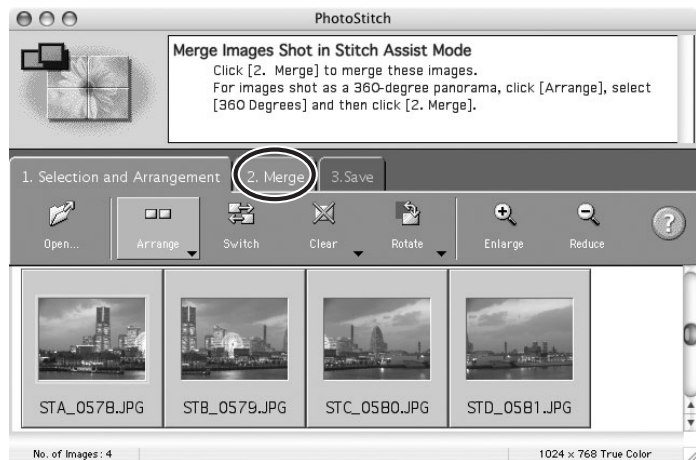 PhotoStitch
Merge Images Shot in Stitch Assist Mode
Click [2. Merge] to merge these images.
For images shot as a 360-degree panorama, click [Arrange], select
[360 Degrees] and then click [2. Merge].
1. Selection and Arrangement 2. Merge 3.Save
Open... Arrange Switch Clear Rotate Enlarge Reduce ?
STA_0578.JPG STB_0579.JPG STC_0580.JPG STD_0581.JPG
No. of Images: 4 1024 x 768 True Color